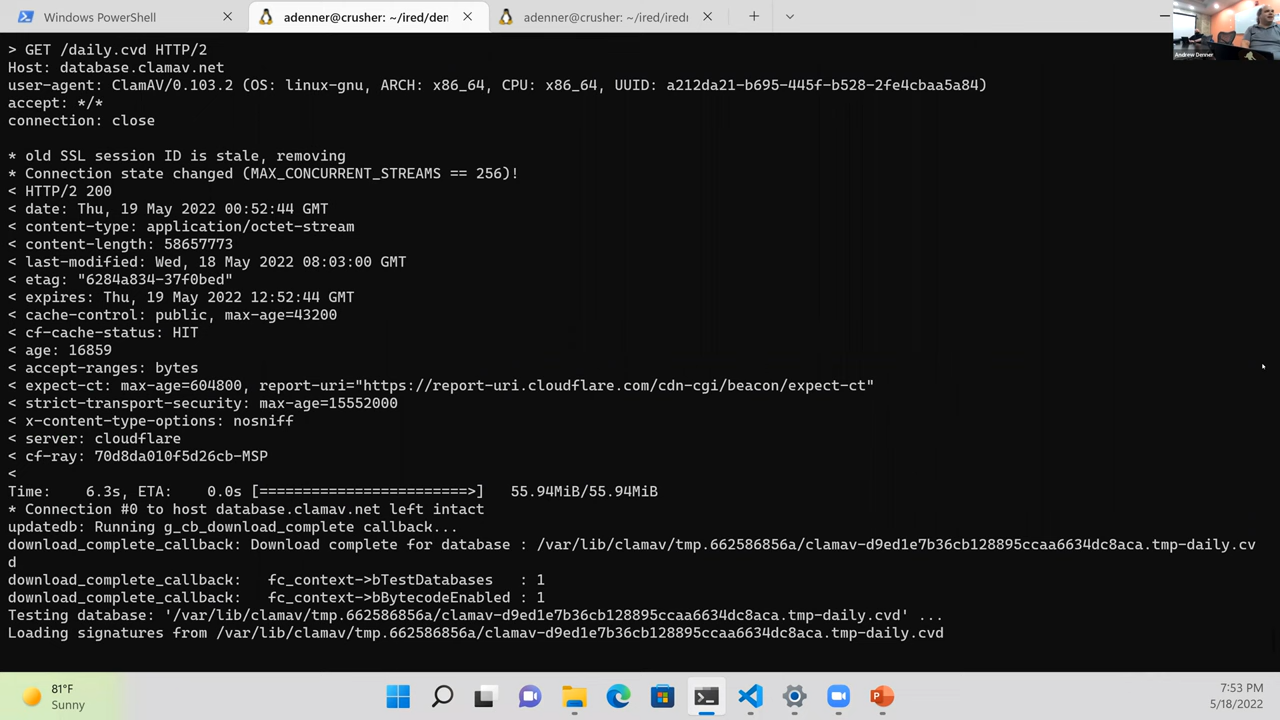 Windows PowerShell
adenner@crusher: ~/ired/den
adenner@crusher: ~/ired/iredr
> GET /daily.cvd HTTP/2
Host: database.clamav.net
user-agent: ClamAV/0.103.2 (OS: linux-gnu, ARCH: x86_64, CPU: x86_64, UUID: a212da21-b695-445f-b528-2fe4cbaa5a84)
accept: */*
connection: close
* old SSL session ID is stale, removing
* Connection state changed (MAX_CONCURRENT_STREAMS == 256)!
< HTTP/2 200
< date: Thu, 19 May 2022 00:52:44 GMT
< content-type: application/octet-stream
< content-length: 58657773
< last-modified: Wed, 18 May 2022 08:03:00 GMT
< etag: "6284a834-37f0bed"
< expires: Thu, 19 May 2022 12:52:44 GMT
< cache-control: public, max-age=43200
< cf-cache-status: HIT
< age: 16859
< accept-ranges: bytes
< expect-ct: max-age=604800, report-uri="https://report-uri.cloudflare.com/cdn-cgi/beacon/expect-ct"
< strict-transport-security: max-age=15552000
< x-content-type-options: nosniff
< server: cloudflare
< cf-ray: 70d8da010f5d26cb-MSP
<
Time:    6.3s, ETA:    0.0s [========================>]   55.94MiB/55.94MiB
* Connection #0 to host database.clamav.net left intact
updatedb: Running g_cb_download_complete callback...
download_complete_callback: Download complete for database : /var/lib/clamav/tmp.662586856a/clamav-d9ed1e7b36cb128895ccaa6634dc8aca.tmp-daily.cv
d
download_complete_callback:   fc_context->bTestDatabases   : 1
download_complete_callback:   fc_context->bBytecodeEnabled : 1
Testing database: '/var/lib/clamav/tmp.662586856a/clamav-d9ed1e7b36cb128895ccaa6634dc8aca.tmp-daily.cvd' ...
Loading signatures from /var/lib/clamav/tmp.662586856a/clamav-d9ed1e7b36cb128895ccaa6634dc8aca.tmp-daily.cvd
Andrew Denner
81°F
Sunny
7:53 PM
5/18/2022